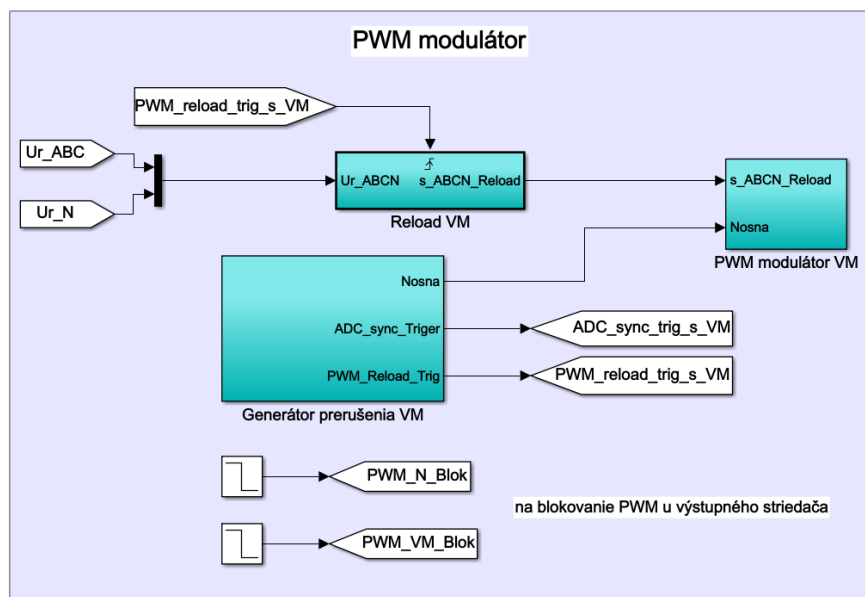 PWM modulátor
PWM_reload_trig_s_VM
Ur_ABC
Ur_N
Ur_ABCN s_ABCN_Reload
Reload VM
s_ABCN_Reload
Nosna
PWM modulátor VM
Nosna
ADC_sync_Triger
PWM_Reload_Trig
Generátor prerušenia VM
ADC_sync_trig_s_VM
PWM_reload_trig_s_VM
PWM_N_Blok
na blokovanie PWM u výstupného striedača
PWM_VM_Blok